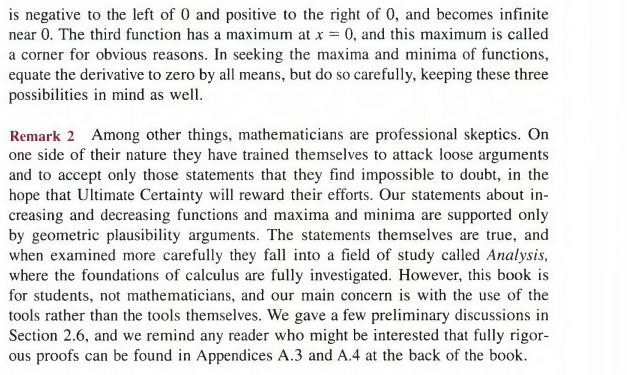 is negative to the left of 0 and positive to the right of 0, and becomes infinite
near 0. The third function has a maximum at x = 0, and this maximum is called
a corner for obvious reasons. In seeking the maxima and minima of functions,
equate the derivative to zero by all means, but do so carefully, keeping these three
possibilities in mind as well.
Remark 2 Among other things, mathematicians are professional skeptics. On
one side of their nature they have trained themselves to attack loose arguments
and to accept only those statements that they find impossible to doubt, in the
hope that Ultimate Certainty will reward their efforts. Our statements about in-
creasing and decreasing functions and maxima and minima are supported only
by geometric plausibility arguments. The statements themselves are true, and
when examined more carefully they fall into a field of study called Analysis,
where the foundations of calculus are fully investigated. However, this book is
for students, not mathematicians, and our main concern is with the use of the
tools rather than the tools themselves. We gave a few preliminary discussions in
Section 2.6, and we remind any reader who might be interested that fully rigor-
ous proofs can be found in Appendices A.3 and A.4 at the back of the book.